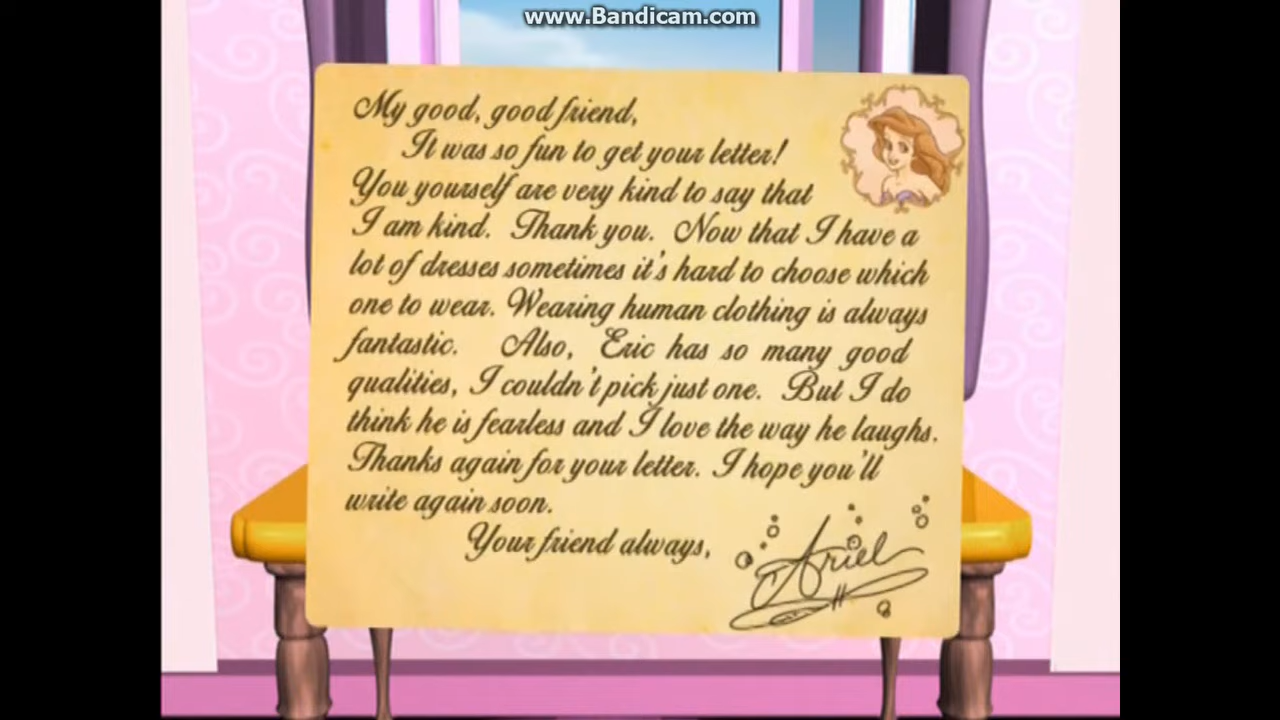 www.Bandicam.com
My good, good friend,
It was so fun to get your letter!
You yourself are very kind to say that
I am kind. Thank you. Now that I have a
lot of dresses sometimes it's hard to choose which
one to wear. Wearing human clothing is always
fantastic. Also, Eric has so many good
qualities, I couldn't pick just one. But I do
think he is fearless and I love the way he laughs.
Thanks again for your letter. I hope you'll
write again soon.
Your friend always,
Ariel